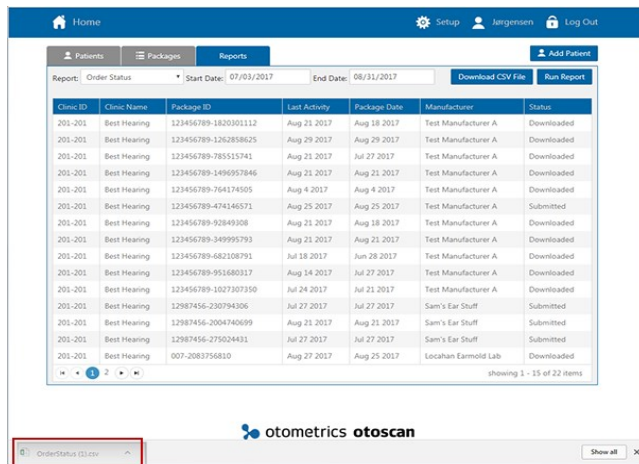 Home Setup Jørgensen Log Out
Patients Packages Reports Add Patient
Report: Order Status Start Date: 07/03/2017 End Date: 08/31/2017 Download CSV File Run Report
Clinic ID Clinic Name Package ID Last Activity Package Date Manufacturer Status
201-201 Best Hearing 123456789-1820301112 Aug 21 2017 Aug 18 2017 Test Manufacturer A Downloaded
201-201 Best Hearing 123456789-1262858625 Aug 29 2017 Aug 29 2017 Test Manufacturer A Downloaded
201-201 Best Hearing 123456789-785515741 Aug 21 2017 Jul 27 2017 Test Manufacturer A Downloaded
201-201 Best Hearing 123456789-1496957846 Aug 21 2017 Aug 21 2017 Test Manufacturer A Downloaded
201-201 Best Hearing 123456789-764174505 Aug 4 2017 Aug 4 2017 Test Manufacturer A Downloaded
201-201 Best Hearing 123456789-474146571 Aug 25 2017 Aug 25 2017 Test Manufacturer A Submitted
201-201 Best Hearing 123456789-92849308 Aug 21 2017 Aug 18 2017 Test Manufacturer A Downloaded
201-201 Best Hearing 123456789-349995793 Aug 21 2017 Aug 21 2017 Test Manufacturer A Downloaded
201-201 Best Hearing 123456789-682108791 Jul 18 2017 Jun 28 2017 Test Manufacturer A Downloaded
201-201 Best Hearing 123456789-951680317 Aug 14 2017 Jul 27 2017 Test Manufacturer A Downloaded
201-201 Best Hearing 123456789-1027307350 Jul 24 2017 Jul 21 2017 Test Manufacturer A Downloaded
201-201 Best Hearing 12987456-230794306 Jul 27 2017 Jul 27 2017 Sam's Ear Stuff Submitted
201-201 Best Hearing 12987456-2004740699 Aug 21 2017 Aug 21 2017 Sam's Ear Stuff Submitted
201-201 Best Hearing 12987456-275024431 Jul 27 2017 Jul 27 2017 Sam's Ear Stuff Submitted
201-201 Best Hearing 007-2083756810 Aug 27 2017 Aug 25 2017 Locahan Earmold Lab Downloaded
1 2 showing 1 - 15 of 22 items
otometrics otoscan
OrderStatus (1).csv Show all